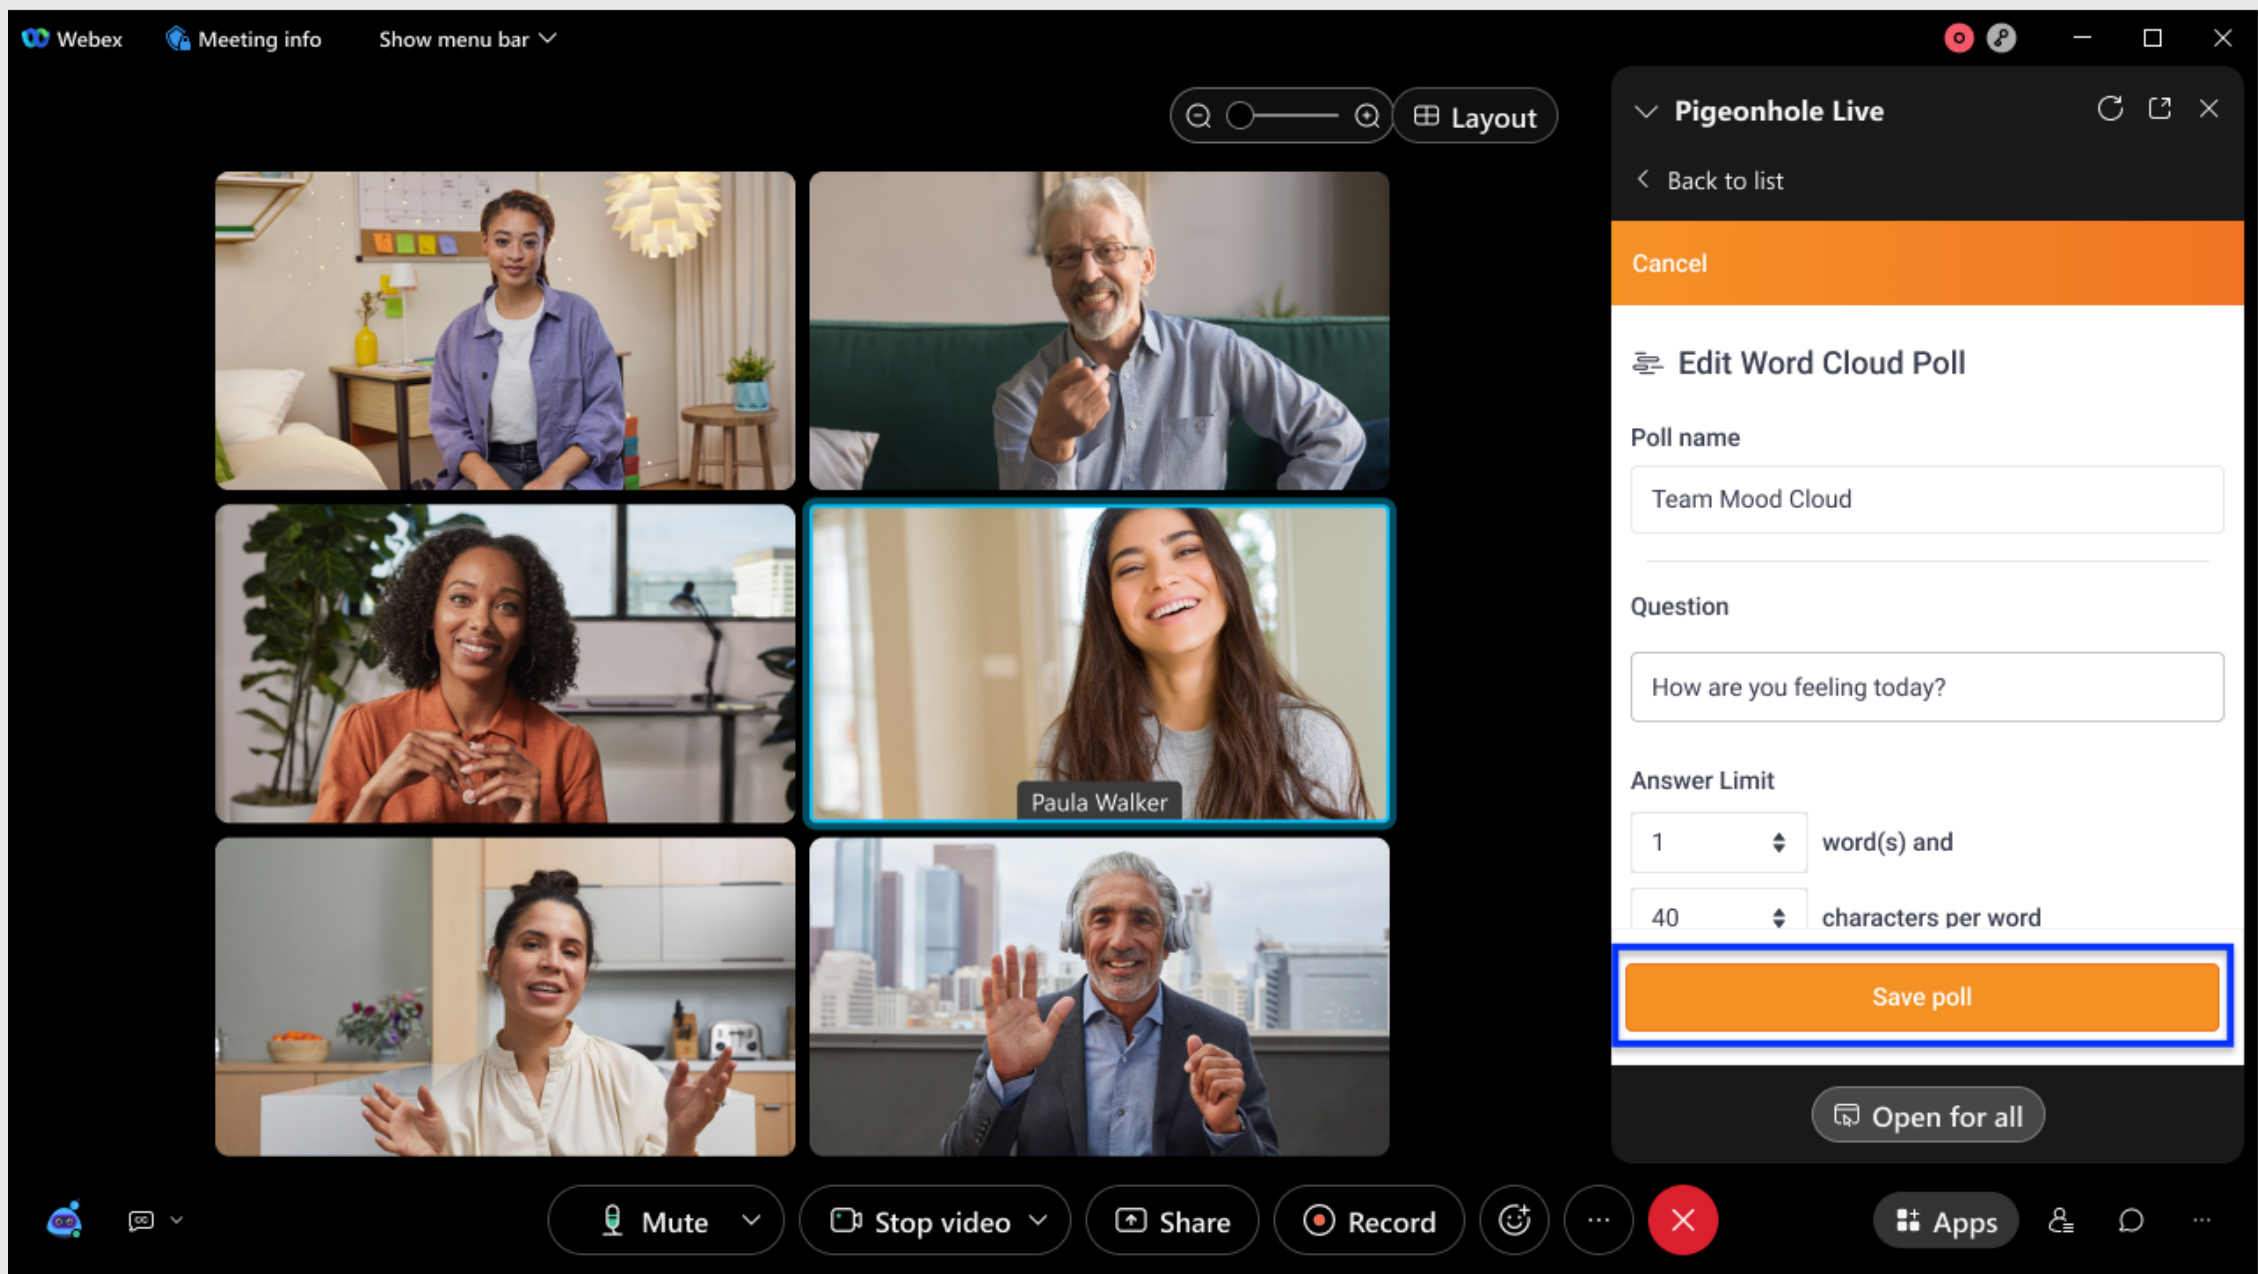 Webex
Meeting info
Show menu bar
Layout
Pigeonhole Live
Back to list
Cancel
Edit Word Cloud Poll
Poll name
Team Mood Cloud
Question
How are you feeling today?
Answer Limit
1 word(s) and
40 characters per word
Save poll
Open for all
Paula Walker
CC
Mute
Stop video
Share
Record
Apps